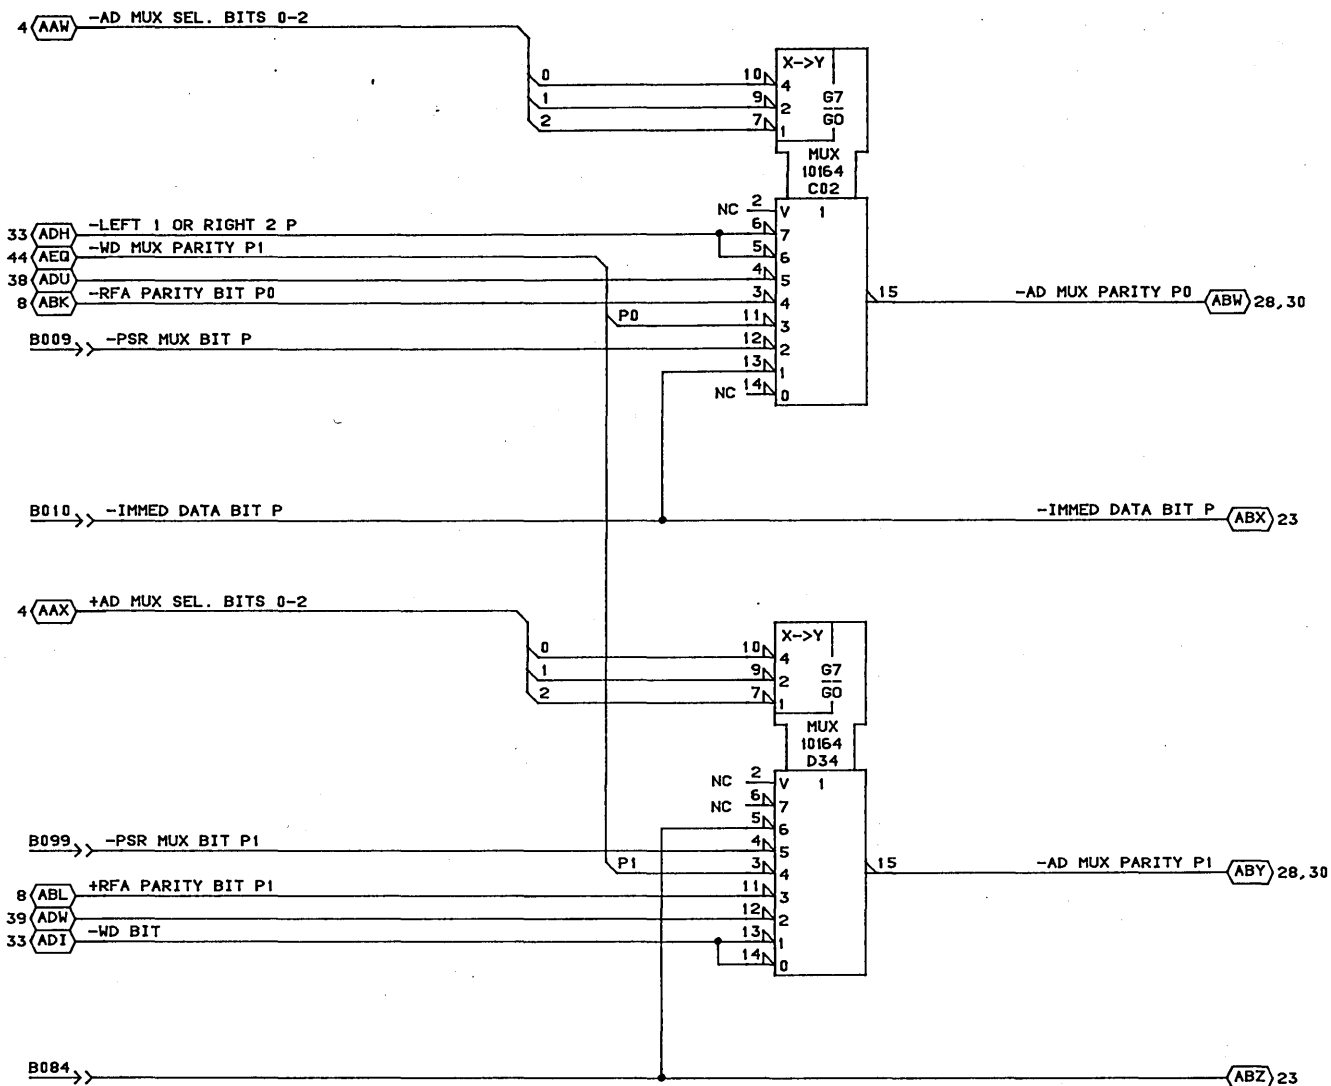 4 AAW -AD MUX SEL. BITS 0-2
X->Y
0 10 4
1 9 2 G7
2 7 1 G0
MUX
10164
C02
NC 2 V 1
33 ADH -LEFT 1 OR RIGHT 2 P 6 7
44 AEQ -WD MUX PARITY P1 5 6
38 ADU 4 5
8 ABK -RFA PARITY BIT P0 3 4 15 -AD MUX PARITY P0 ABW 28,30
P0 11 3
B009 -PSR MUX BIT P 12 2
13 1
NC 14 0
B010 -IMMED DATA BIT P -IMMED DATA BIT P ABX 23
4 AAX +AD MUX SEL. BITS 0-2
X->Y
0 10 4
1 9 2 G7
2 7 1 G0
MUX
10164
D34
NC 2 V 1
NC 6 7
5 6
B099 -PSR MUX BIT P1 4 5
P1 3 4 15 -AD MUX PARITY P1 ABY 28,30
8 ABL +RFA PARITY BIT P1 11 3
39 ADW 12 2
33 ADI -WD BIT 13 1
14 0
B084 ABZ 23